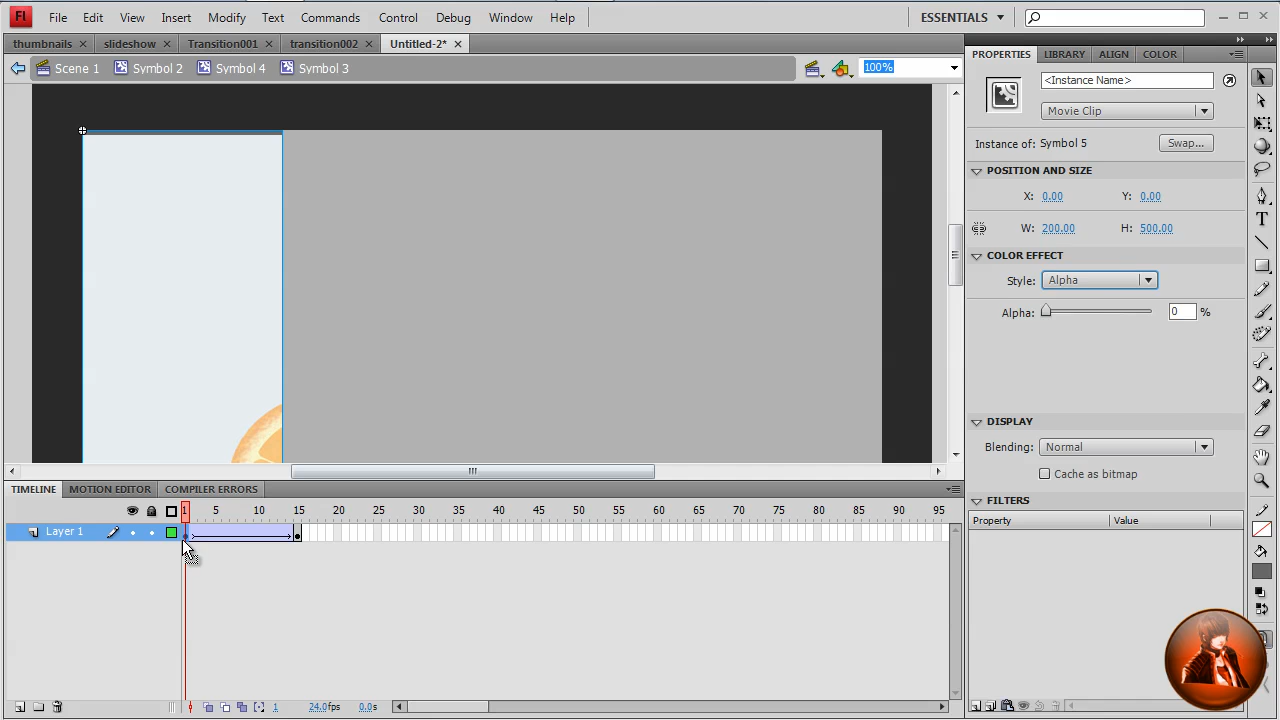 Fl File Edit View Insert Modify Text Commands Control Debug Window Help ESSENTIALS
thumbnails slideshow Transition001 transition002 Untitled-2*
Scene 1 Symbol 2 Symbol 4 Symbol 3 100%
PROPERTIES LIBRARY ALIGN COLOR
<Instance Name>
Movie Clip
Instance of: Symbol 5 Swap...
POSITION AND SIZE
X: 0.00 Y: 0.00
W: 200.00 H: 500.00
COLOR EFFECT
Style: Alpha
Alpha: 0 %
DISPLAY
Blending: Normal
Cache as bitmap
FILTERS
Property Value
TIMELINE MOTION EDITOR COMPILER ERRORS
1 5 10 15 20 25 30 35 40 45 50 55 60 65 70 75 80 85 90 95
Layer 1
1 24.0fps 0.0s